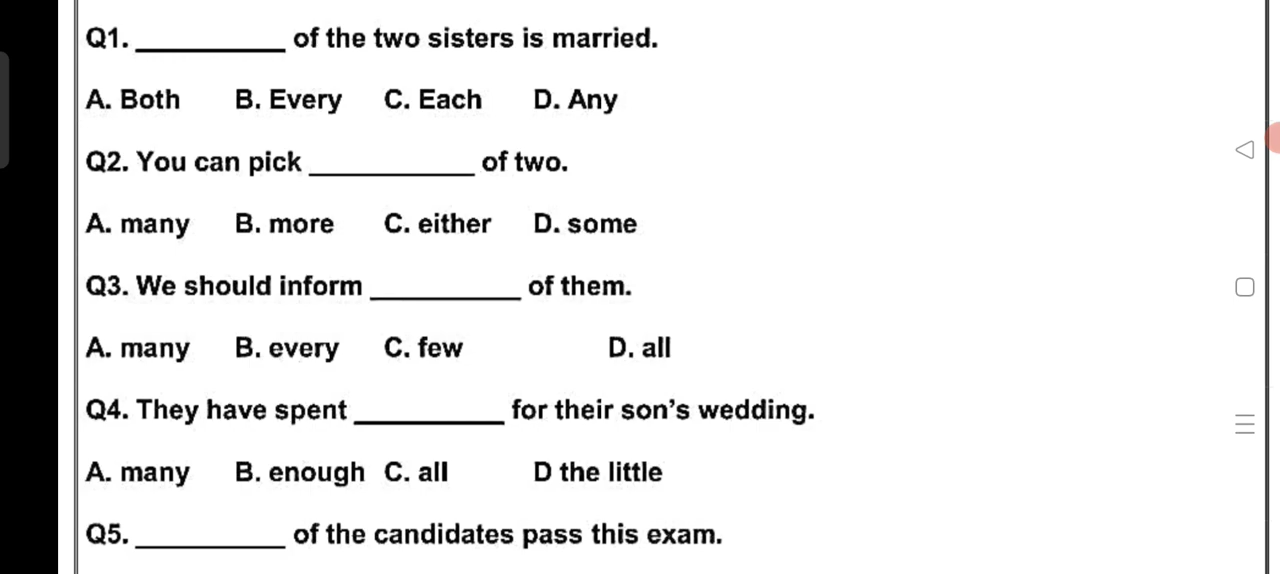 Q1. __________ of the two sisters is married.
A. Both B. Every C. Each D. Any
Q2. You can pick ___________ of two.
A. many B. more C. either D. some
Q3. We should inform __________ of them.
A. many B. every C. few D. all
Q4. They have spent __________ for their son's wedding.
A. many B. enough C. all D the little
Q5. __________ of the candidates pass this exam.